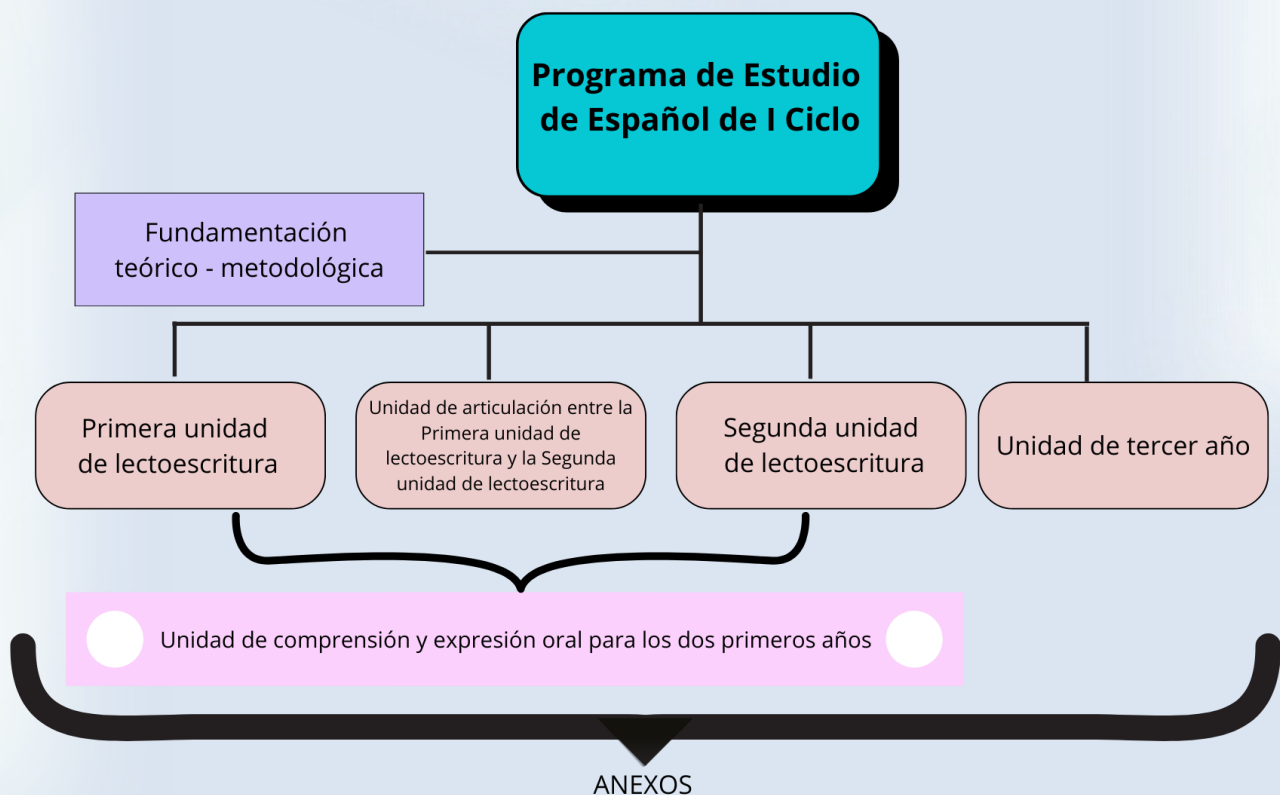 Programa de Estudio
de Español de I Ciclo
Fundamentación
teórico - metodológica
Primera unidad
de lectoescritura
Unidad de articulación entre la
Primera unidad de
lectoescritura y la Segunda
unidad de lectoescritura
Segunda unidad
de lectoescritura
Unidad de tercer año
Unidad de comprensión y expresión oral para los dos primeros años
ANEXOS